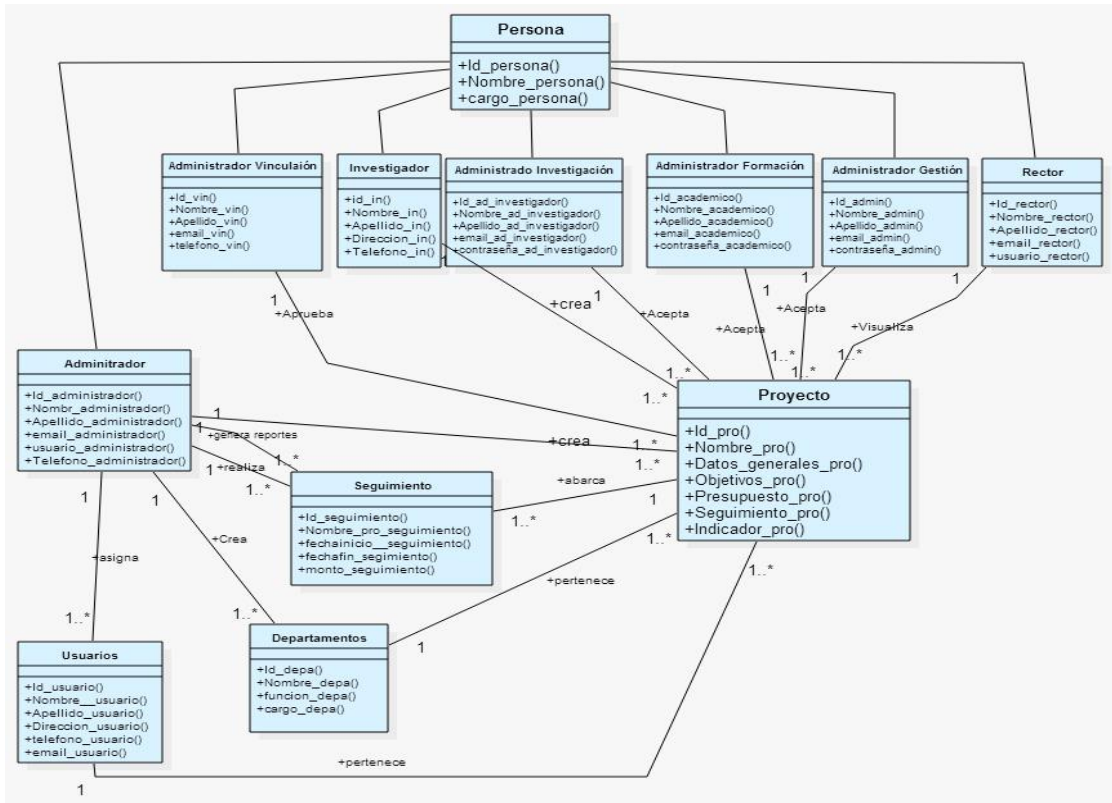 Persona
+Id_persona()
+Nombre_persona()
+cargo_persona()
Administrador Vinculaión
+Id_vin()
+Nombre_vin()
+Apellido_vin()
+email_vin()
+telefono_vin()
Investigador
+id_in()
+Nombre_in()
+Apellido_in()
+Direccion_in()
+Telefono_in()
Administrado Investigación
+Id_ad_investigador()
+Nombre_ad_investigador()
+Apellido_ad_investigador()
+email_ad_investigador()
+contraseña_ad_investigador()
Administrador Formación
+Id_academico()
+Nombre_academico()
+Apellido_academico()
+email_academico()
+contraseña_academico()
Administrador Gestión
+Id_admin()
+Nombre_admin()
+Apellido_admin()
+email_admin()
+contraseña_admin()
Rector
+Id_rector()
+Nombre_rector()
+Apellido_rector()
+email_rector()
+usuario_rector()
1
+Aprueba
1
+crea
1..*
1
+Acepta
1..*
1
+Acepta
1..*
1
+Acepta
1..*
1
+Visualiza
1..*
Adminitrador
+Id_administrador()
+Nombr_administrador()
+Apellido_administrador()
+email_administrador()
+usuario_administrador()
+Telefono_administrador()
Proyecto
+Id_pro()
+Nombre_pro()
+Datos_generales_pro()
+Objetivos_pro()
+Presupuesto_pro()
+Seguimiento_pro()
+Indicador_pro()
1
+crea
1..*
1..*
1
+genera reportes
1..*
1
+realiza
1..*
Seguimiento
+Id_seguimiento()
+Nombre_pro_seguimiento()
+fechainicio__seguimiento()
+fechafin_segimiento()
+monto_seguimiento()
+abarca
1
1..*
1
+asigna
1..*
1
+Crea
1..*
1..*
+pertenece
1
Departamentos
+Id_depa()
+Nombre_depa()
+funcion_depa()
+cargo_depa()
Usuarios
+Id_usuario()
+Nombre__usuario()
+Apellido_usuario()
+Direccion_usuario()
+telefono_usuario()
+email_usuario()
1..*
+pertenece
1